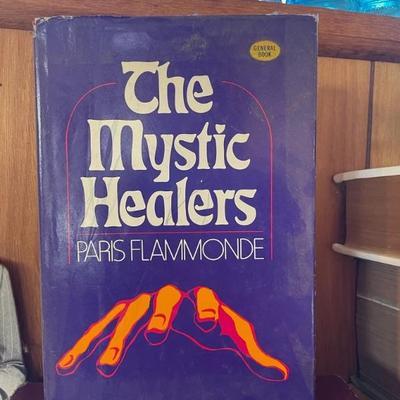 GENERAL
BOOK
The
Mystic
Healers
PARIS FLAMMONDE